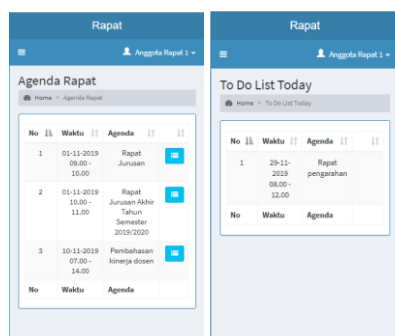 Rapat
Anggota Rapat 1
Agenda Rapat
Home > Agenda Rapat
No Waktu Agenda
1 01-11-2019 09.00 - 10.00 Rapat Jurusan
2 01-11-2019 10.00 - 11.00 Rapat Jurusan Akhir Tahun Semester 2019/2020
3 10-11-2019 07.00 - 14.00 Pembahasan kinerja dosen
No Waktu Agenda
Rapat
Anggota Rapat 1
To Do List Today
Home > To Do List Today
No Waktu Agenda
1 29-11-2019 08.00 - 12.00 Rapat pengarahan
No Waktu Agenda